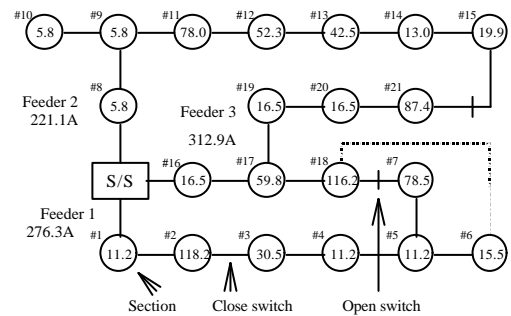 #10 #9 #11 #12 #13 #14 #15
5.8 5.8 78.0 52.3 42.5 13.0 19.9
#8 #19 #20 #21
Feeder 2 5.8 Feeder 3 16.5 16.5 87.4
221.1A 312.9A
#16 #17 #18 #7
S/S 16.5 59.8 116.2 78.5
Feeder 1
276.3A
#1 #2 #3 #4 #5 #6
11.2 118.2 30.5 11.2 11.2 15.5
Section Close switch Open switch